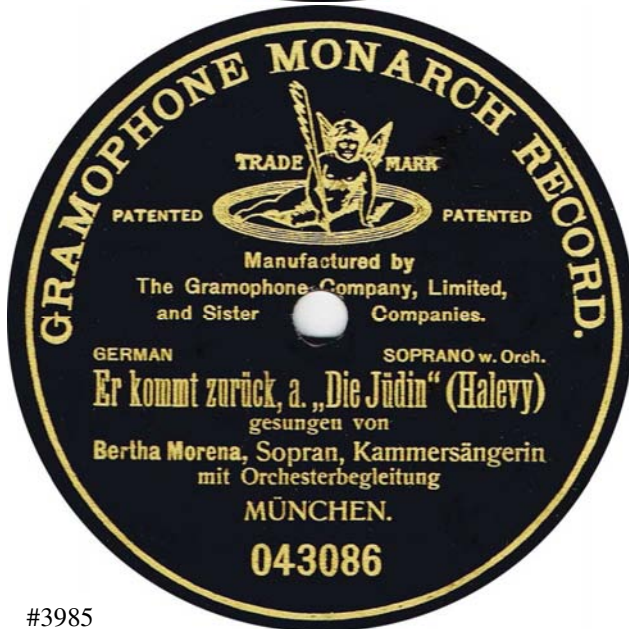 GRAMOPHONE MONARCH RECORD.
TRADE MARK
PATENTED PATENTED
Manufactured by
The Gramophone Company, Limited,
and Sister Companies.
GERMAN SOPRANO w. Orch.
Er kommt zurück, a. „Die Jüdin“ (Halevy)
gesungen von
Bertha Morena, Sopran, Kammersängerin
mit Orchesterbegleitung
MÜNCHEN.
043086
#3985